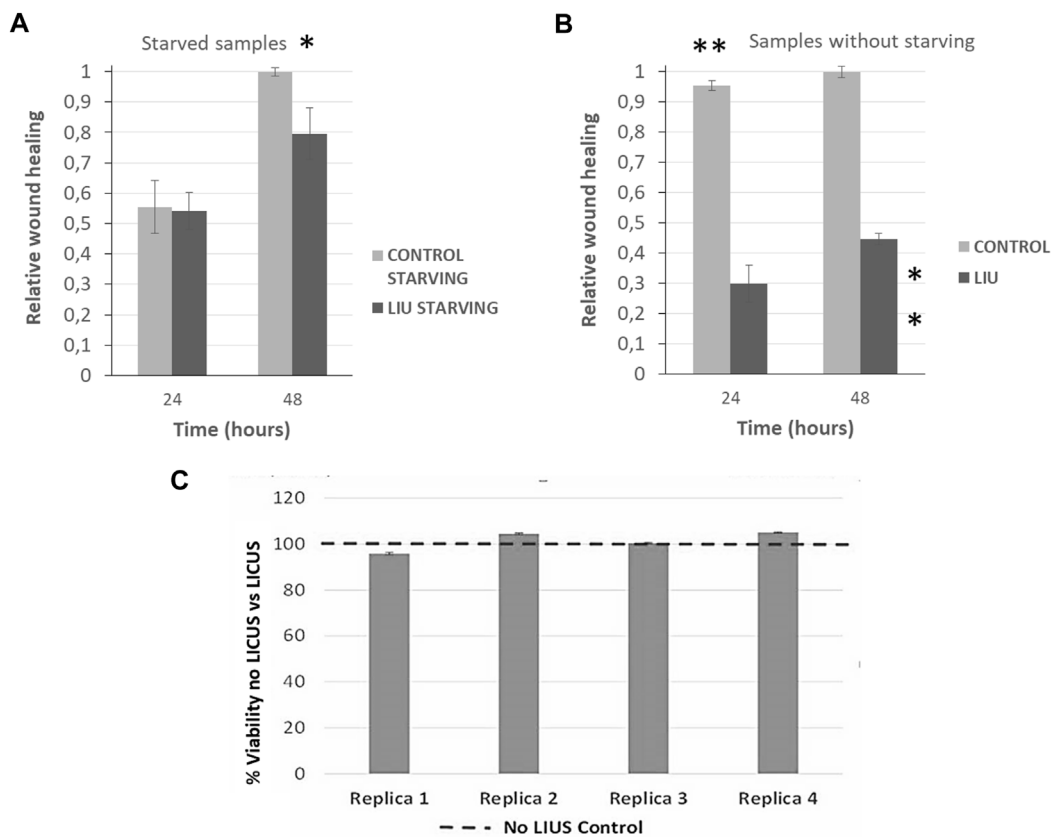 A
Starved samples *
Relative wound healing
1
0,9
0,8
0,7
0,6
0,5
0,4
0,3
0,2
0,1
0
24
48
Time (hours)
CONTROL
STARVING
LIU STARVING
B
** Samples without starving
Relative wound healing
1
0,9
0,8
0,7
0,6
0,5
0,4
0,3
0,2
0,1
0
24
48
Time (hours)
CONTROL
LIU
*
*
C
% Viability no LICUS vs LICUS
120
100
80
60
40
20
0
Replica 1
Replica 2
Replica 3
Replica 4
No LIUS Control